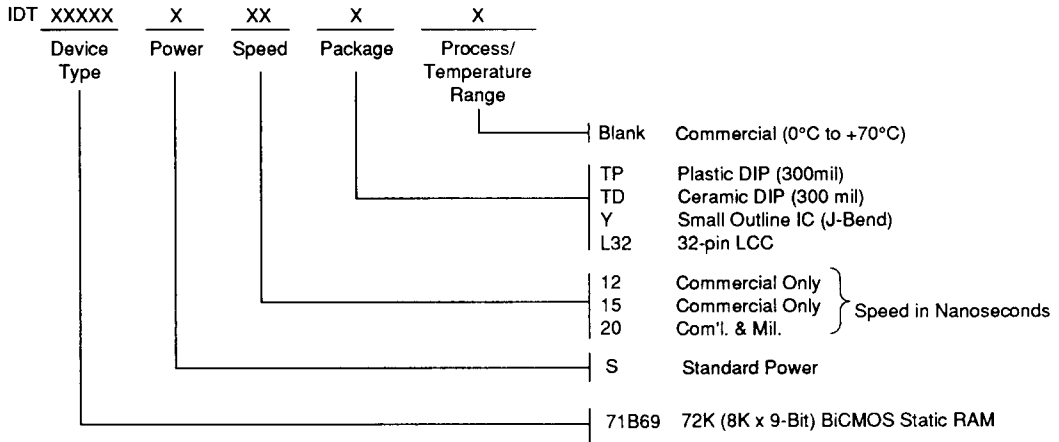 IDT XXXXX X XX X X
Device Type Power Speed Package Process/ Temperature Range
Blank Commercial (0°C to +70°C)
TP Plastic DIP (300mil)
TD Ceramic DIP (300 mil)
Y Small Outline IC (J-Bend)
L32 32-pin LCC
12 Commercial Only
15 Commercial Only
20 Com'l. & Mil.
Speed in Nanoseconds
S Standard Power
71B69 72K (8K x 9-Bit) BiCMOS Static RAM